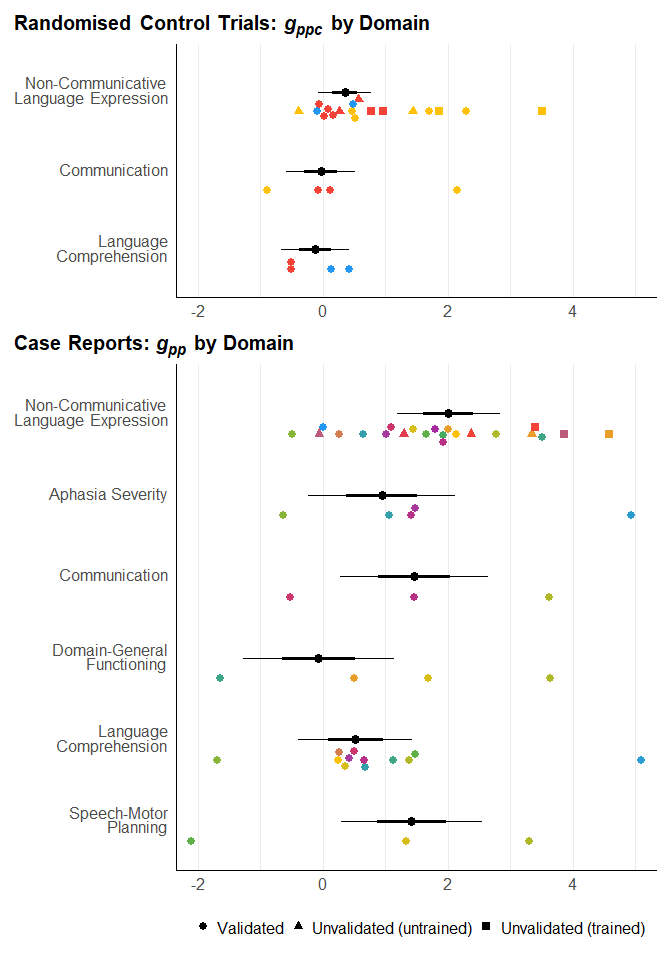 Randomised Control Trials: gppc by Domain
Non-Communicative
Language Expression
Communication
Language
Comprehension
-2 0 2 4
Case Reports: gpp by Domain
Non-Communicative
Language Expression
Aphasia Severity
Communication
Domain-General
Functioning
Language
Comprehension
Speech-Motor
Planning
-2 0 2 4
Validated Unvalidated (untrained) Unvalidated (trained)